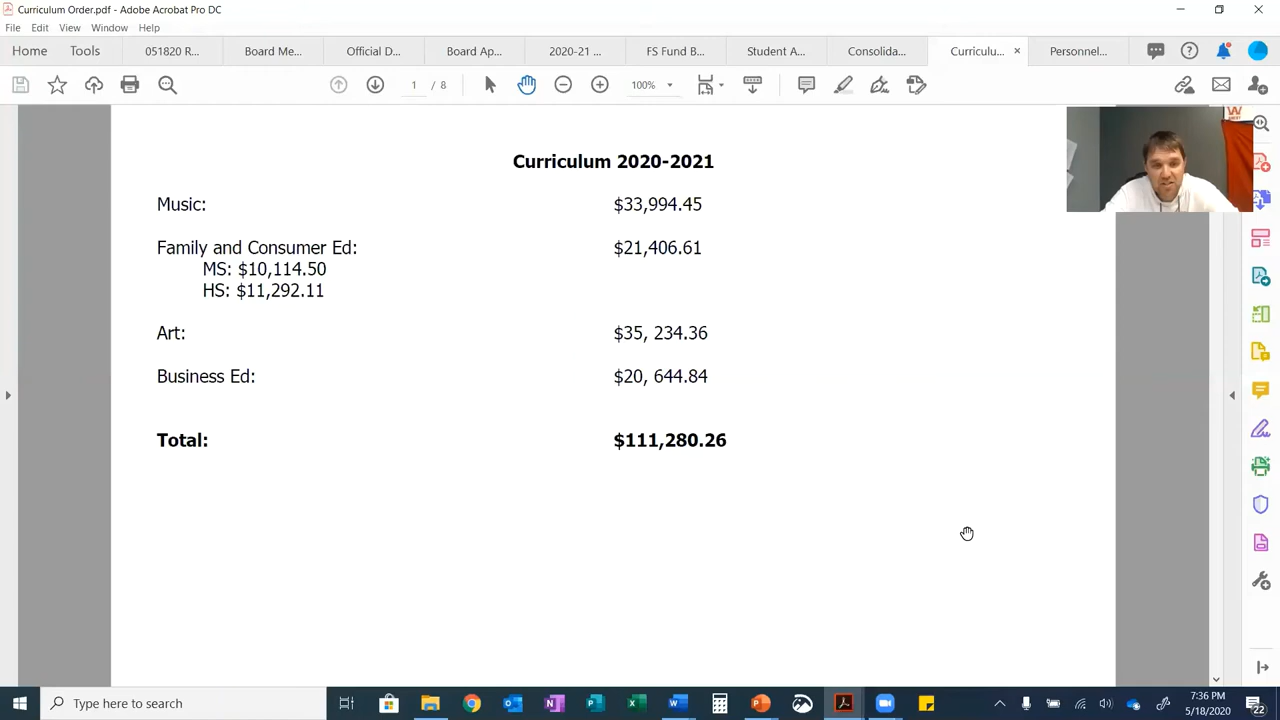 Curriculum Order.pdf - Adobe Acrobat Pro DC
File Edit View Window Help
Home Tools 051820 R... Board Me... Official D... Board Ap... 2020-21 ... FS Fund B... Student A... Consolida... Curriculu... × Personnel...
1 / 8 100%
Curriculum 2020-2021
Music: $33,994.45
Family and Consumer Ed: $21,406.61
MS: $10,114.50
HS: $11,292.11
Art: $35, 234.36
Business Ed: $20, 644.84
Total: $111,280.26
W
Type here to search
7:36 PM
5/18/2020
22